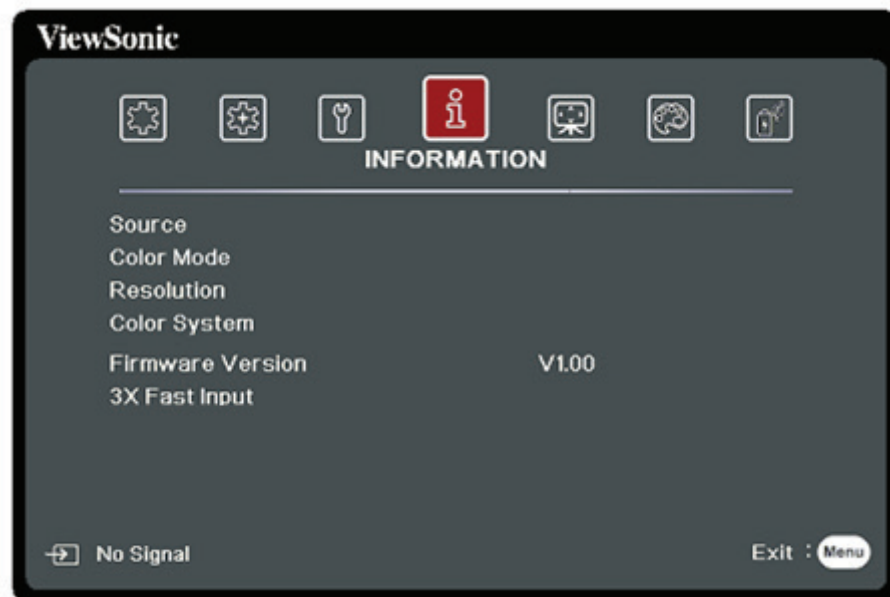 ViewSonic
INFORMATION
Source
Color Mode
Resolution
Color System
Firmware Version V1.00
3X Fast Input
No Signal
Exit : Menu